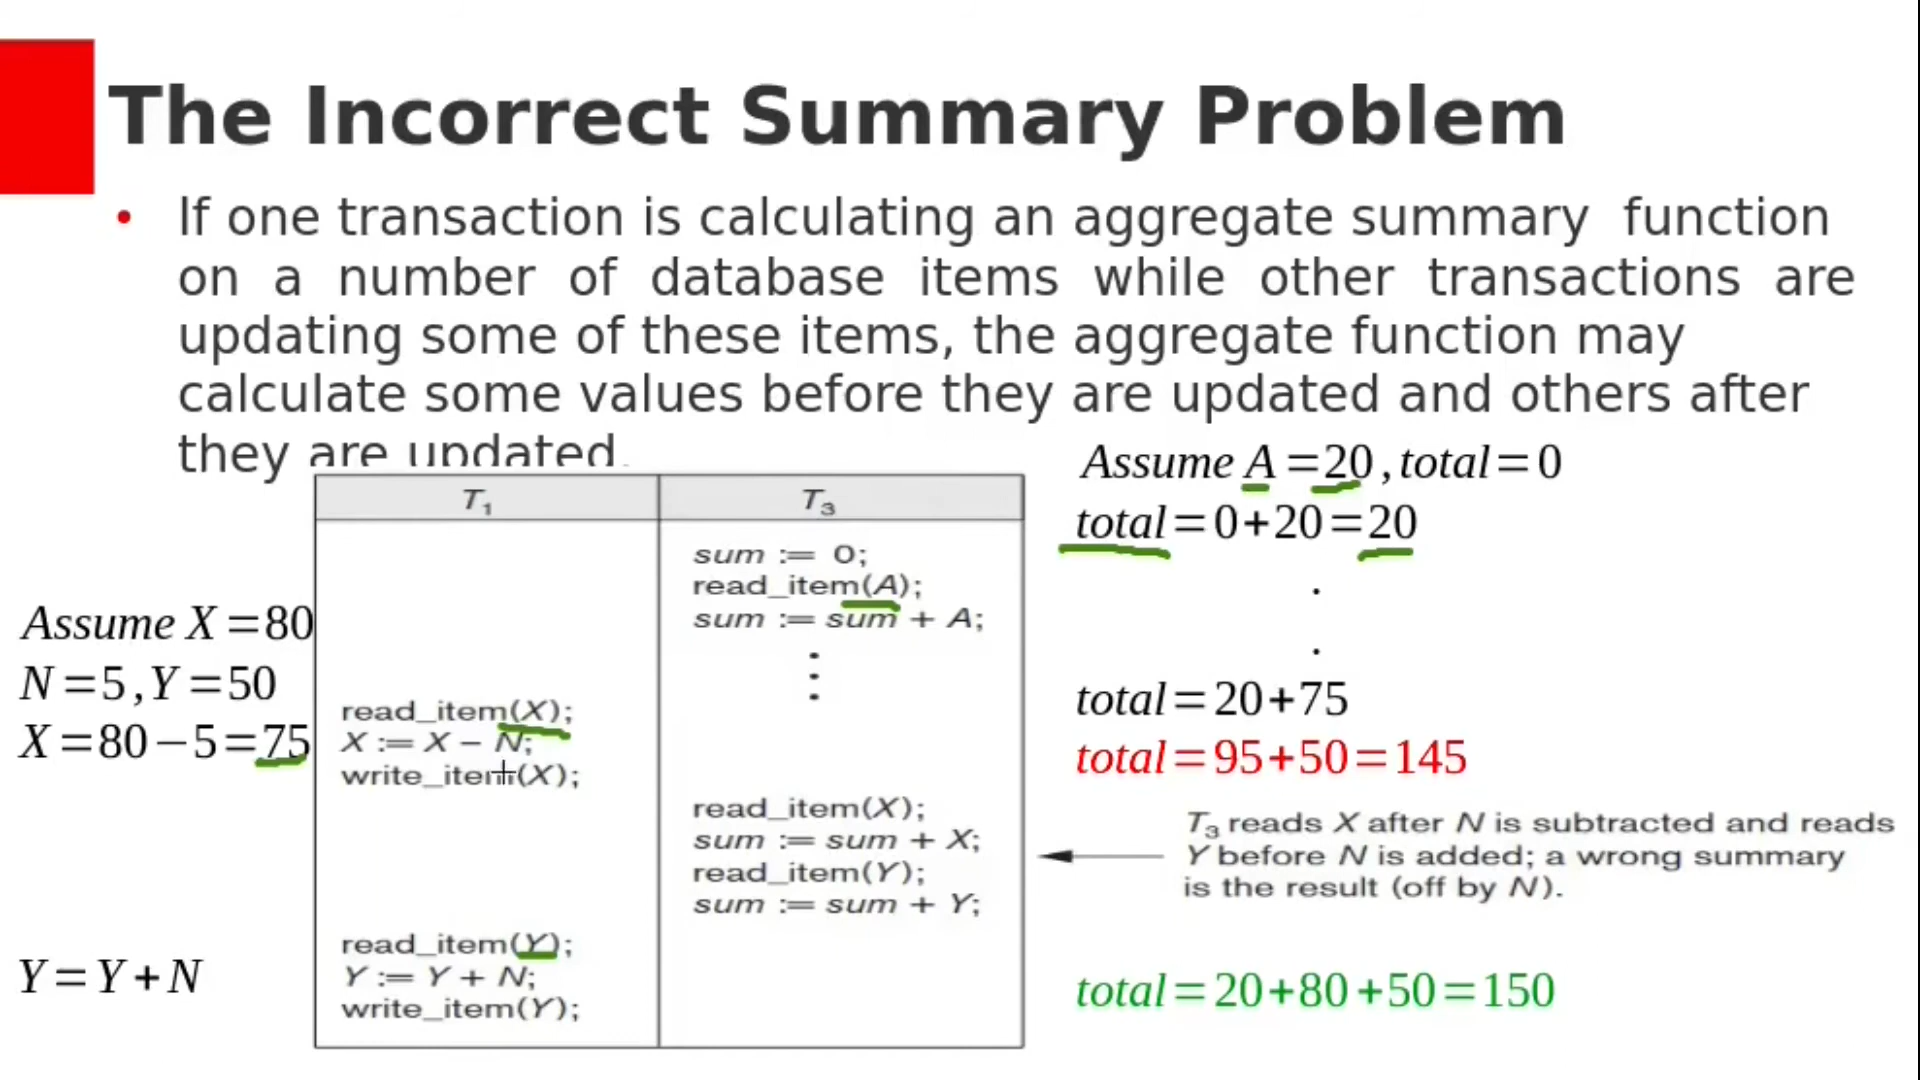 The Incorrect Summary Problem
• If one transaction is calculating an aggregate summary function
on a number of database items while other transactions are
updating some of these items, the aggregate function may
calculate some values before they are updated and others after
they are updated.
Assume A=20, total=0
total=0+20=20
.
.
total=20+75
total=95+50=145
T3 reads X after N is subtracted and reads
Y before N is added; a wrong summary
is the result (off by N).
total=20+80+50=150
Assume X=80
N=5, Y=50
X=80−5=75
Y=Y+N
T1
T3
sum := 0;
read_item(A);
sum := sum + A;
⋮
read_item(X);
X := X − N;
write_item(X);
read_item(X);
sum := sum + X;
read_item(Y);
sum := sum + Y;
read_item(Y);
Y := Y + N;
write_item(Y);